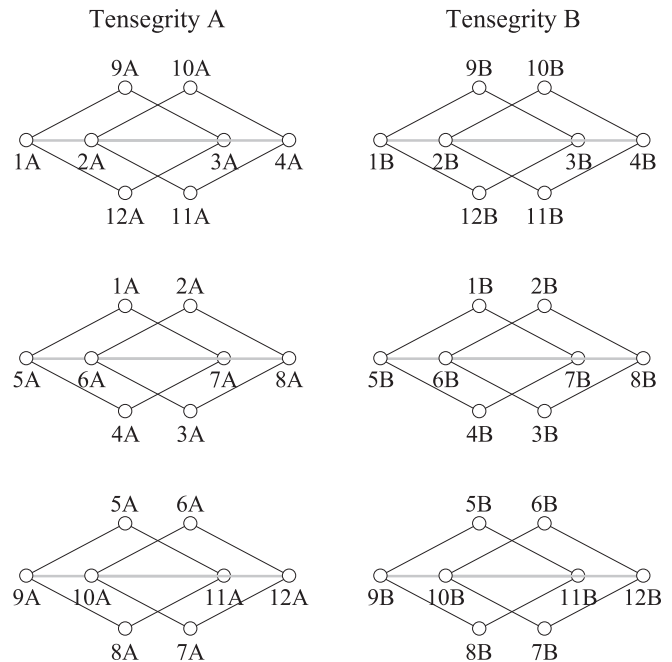 Tensegrity A Tensegrity B
9A 10A 9B 10B
1A 2A 3A 4A 1B 2B 3B 4B
12A 11A 12B 11B
1A 2A 1B 2B
5A 6A 7A 8A 5B 6B 7B 8B
4A 3A 4B 3B
5A 6A 5B 6B
9A 10A 11A 12A 9B 10B 11B 12B
8A 7A 8B 7B